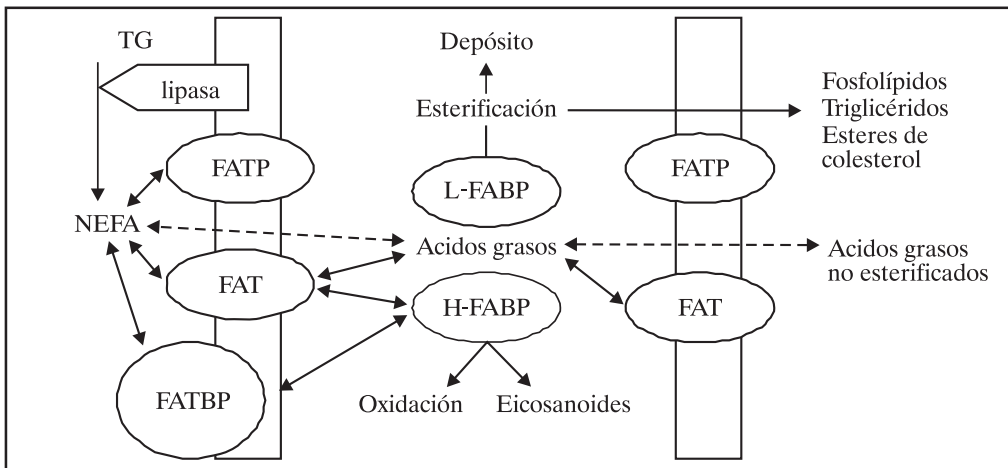 TG
lipasa
FATP
NEFA
FAT
FATBP
Depósito
Esterificación
L-FABP
Acidos grasos
H-FABP
Oxidación
Eicosanoides
FATP
FAT
Fosfolípidos
Triglicéridos
Esteres de
colesterol
Acidos grasos
no esterificados